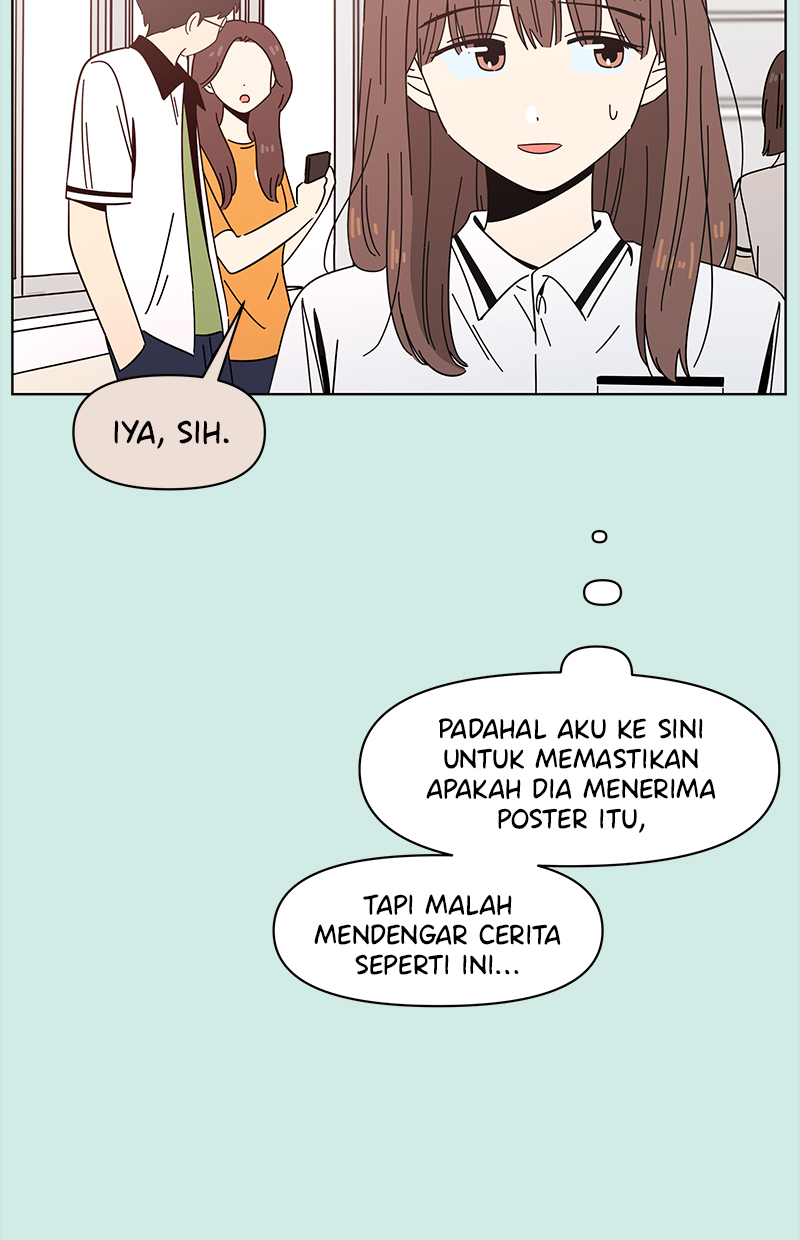 IYA, SIH.
PADAHAL AKU KE SINI
UNTUK MEMASTIKAN
APAKAH DIA MENERIMA
POSTER ITU,
TAPI MALAH
MENDENGAR CERITA
SEPERTI INI...